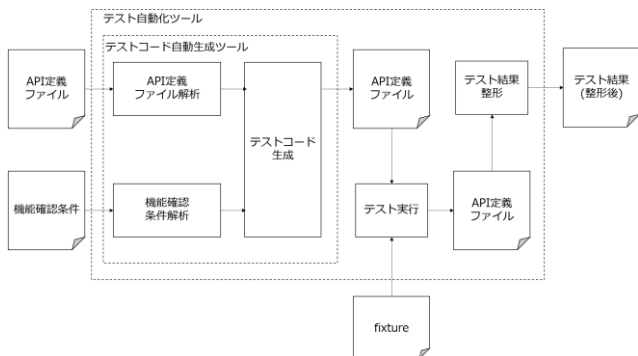 テスト自動化ツール
テストコード自動生成ツール
API定義
ファイル
API定義
ファイル解析
テストコード
生成
API定義
ファイル
テスト結果
整形
テスト結果
(整形後)
機能確認条件
機能確認
条件解析
テスト実行
API定義
ファイル
fixture